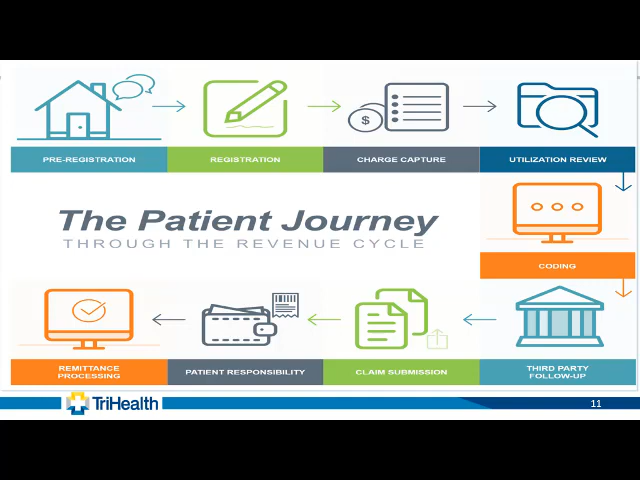 PRE-REGISTRATION
REGISTRATION
$
CHARGE CAPTURE
UTILIZATION REVIEW
The Patient Journey
THROUGH THE REVENUE CYCLE
CODING
REMITTANCE
PROCESSING
PATIENT RESPONSIBILITY
CLAIM SUBMISSION
THIRD PARTY
FOLLOW-UP
TriHealth
11